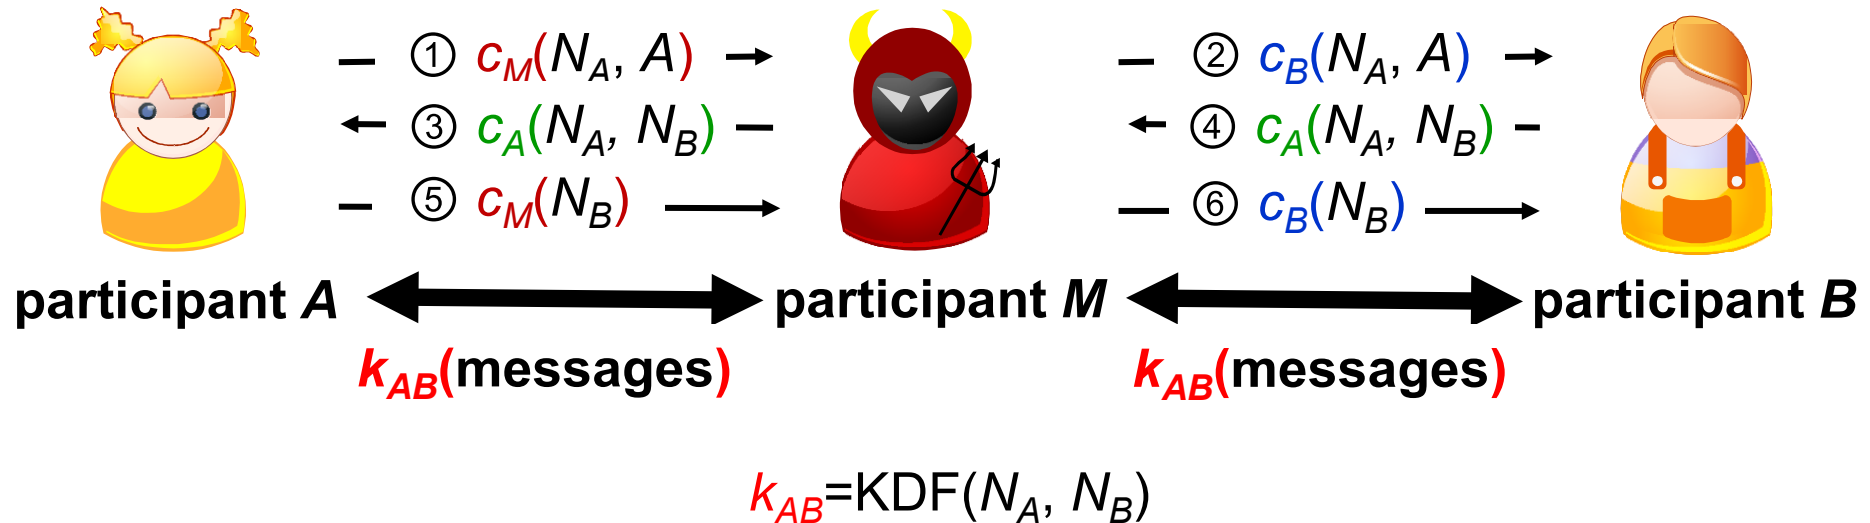 ① c_M(N_A, A) ② c_B(N_A, A)
③ c_A(N_A, N_B) ④ c_A(N_A, N_B)
⑤ c_M(N_B) ⑥ c_B(N_B)
participant A participant M participant B
k_AB(messages) k_AB(messages)
k_AB=KDF(N_A, N_B)